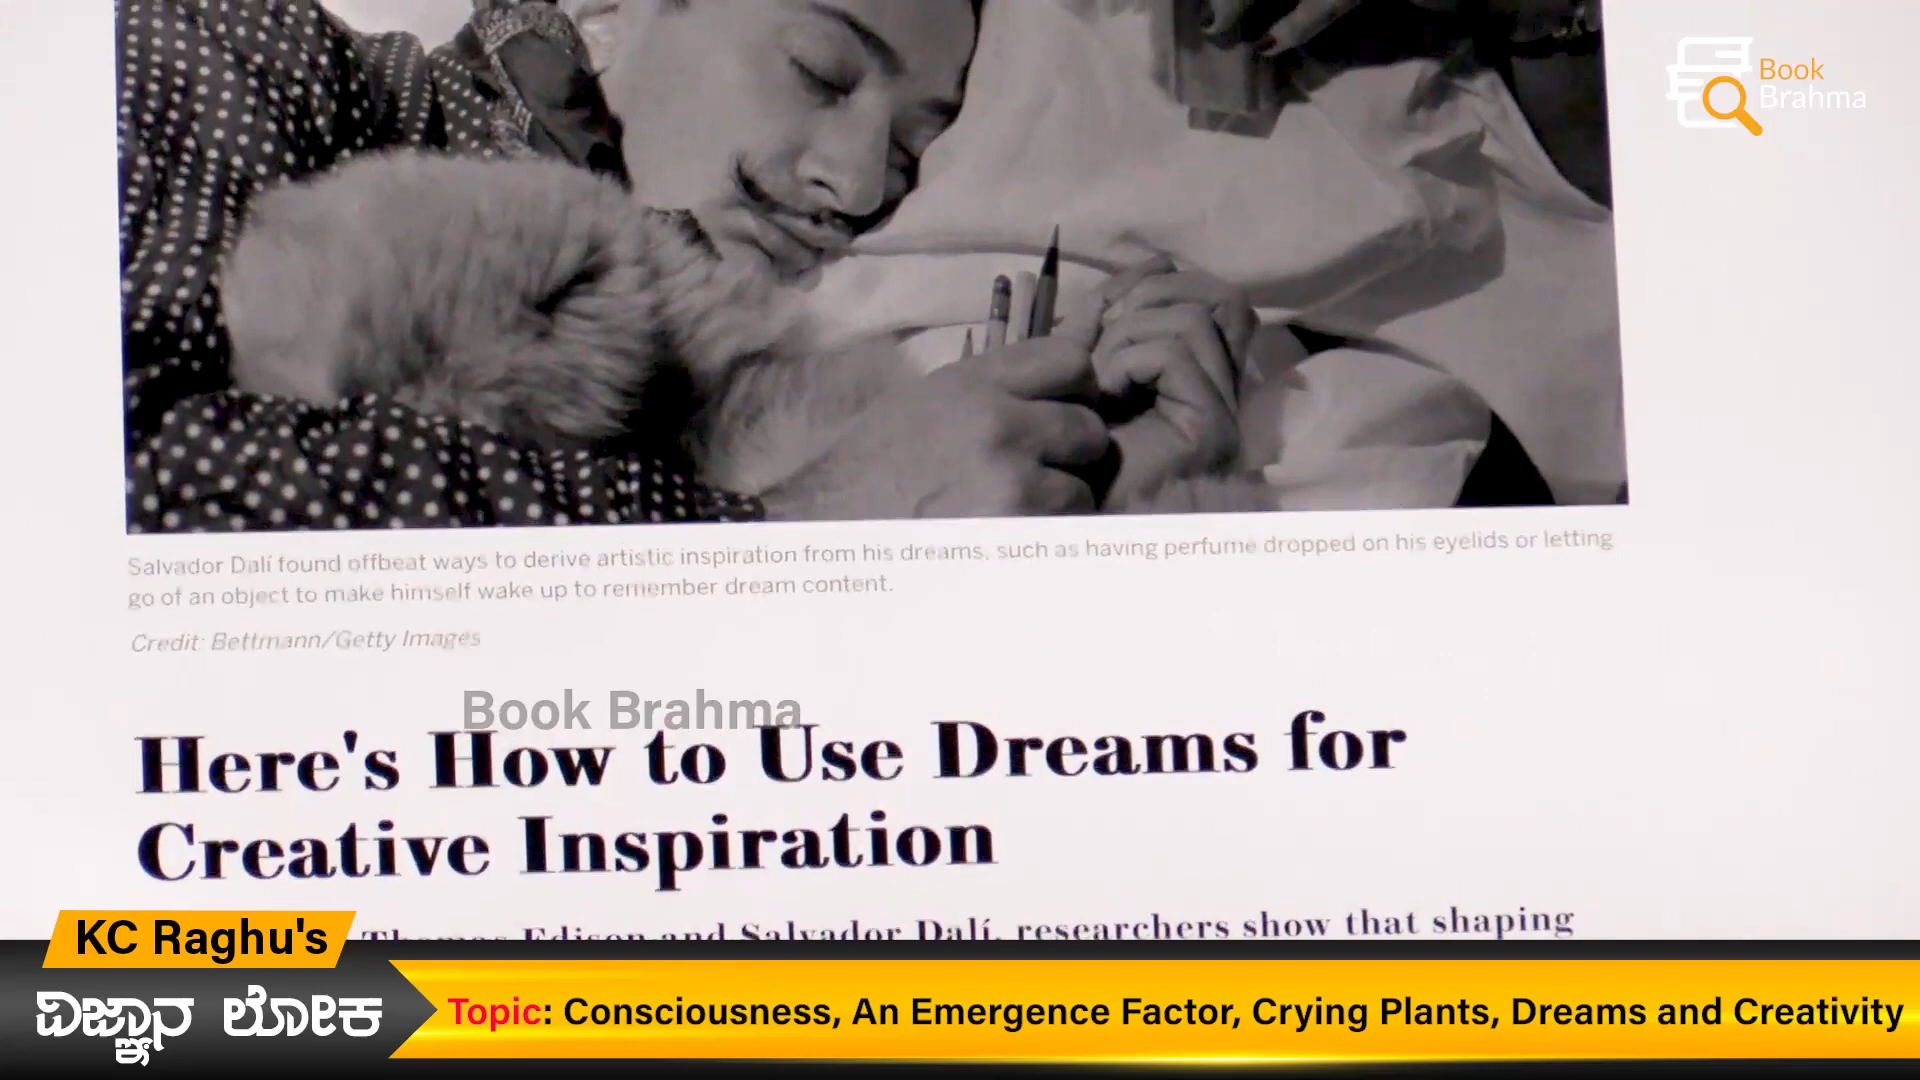 Book
Brahma
Salvador Dalí found offbeat ways to derive artistic inspiration from his dreams, such as having perfume dropped on his eyelids or letting
go of an object to make himself wake up to remember dream content.
Credit: Bettmann/Getty Images
Book Brahma
Here's How to Use Dreams for
Creative Inspiration
Thomas Edison and Salvador Dalí, researchers show that shaping
KC Raghu's
ವಿಜ್ಞಾನ ಲೋಕ
Topic: Consciousness, An Emergence Factor, Crying Plants, Dreams and Creativity